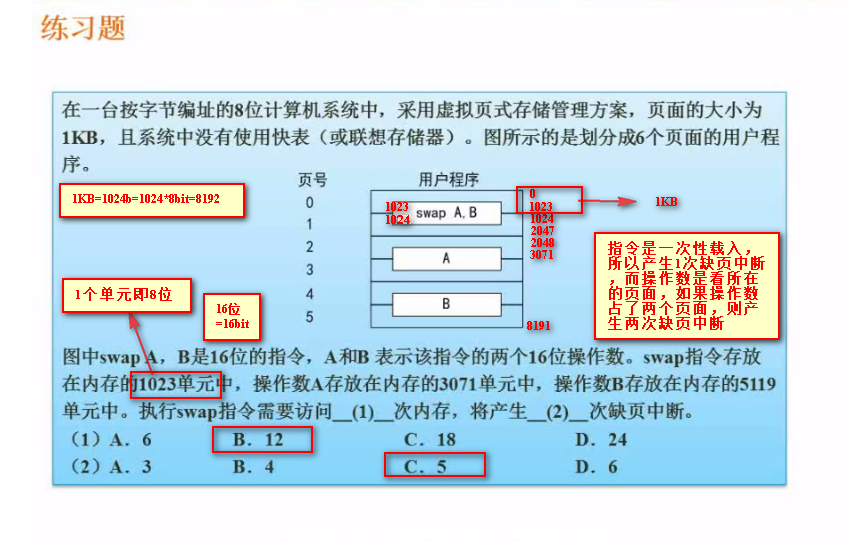 练习题
在一台按字节编址的8位计算机系统中，采用虚拟页式存储管理方案，页面的大小为
1KB，且系统中没有使用快表（或联想存储器）。图所示的是划分成6个页面的用户程
序。
页号
用户程序
1KB=1024b=1024*8bit=8192
0
1
2
3
4
5
1023
1024
swap A,B
A
B
0
1023
1024
2047
2048
3071
8191
1KB
指令是一次性载入，
所以产生1次缺页中断
，而操作数是看所在
的页面，如果操作数
占了两个页面，则产
生两次缺页中断
1个单元即8位
16位
=16bit
图中swap A，B是16位的指令，A和B 表示该指令的两个16位操作数。swap指令存放
在内存的1023单元中，操作数A存放在内存的3071单元中，操作数B存放在内存的5119
单元中。执行swap指令需要访问__(1)__次内存，将产生__(2)__次缺页中断。
（1）A．6 B．12 C．18 D．24
（2）A．3 B．4 C．5 D．6